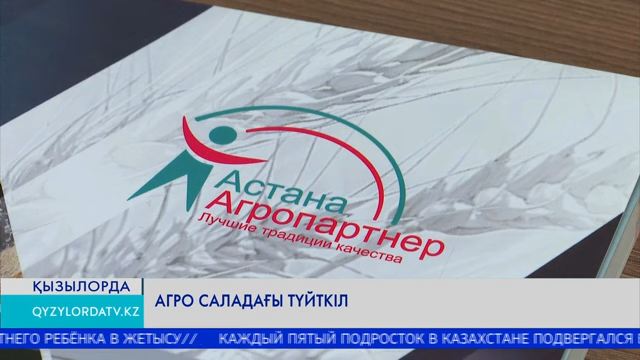 Астана
Агропартнер
Лучшие традиции качества
ҚЫЗЫЛОРДА
QYZYLORDATV.KZ
АГРО САЛАДАҒЫ ТҮЙТКІЛ
РЕБЁНКА В ЖЕТЫСУ// КАЖДЫЙ ПЯТЫЙ ПОДРОСТОК В КАЗАХСТАНЕ ПОДВЕРГАЛСЯ